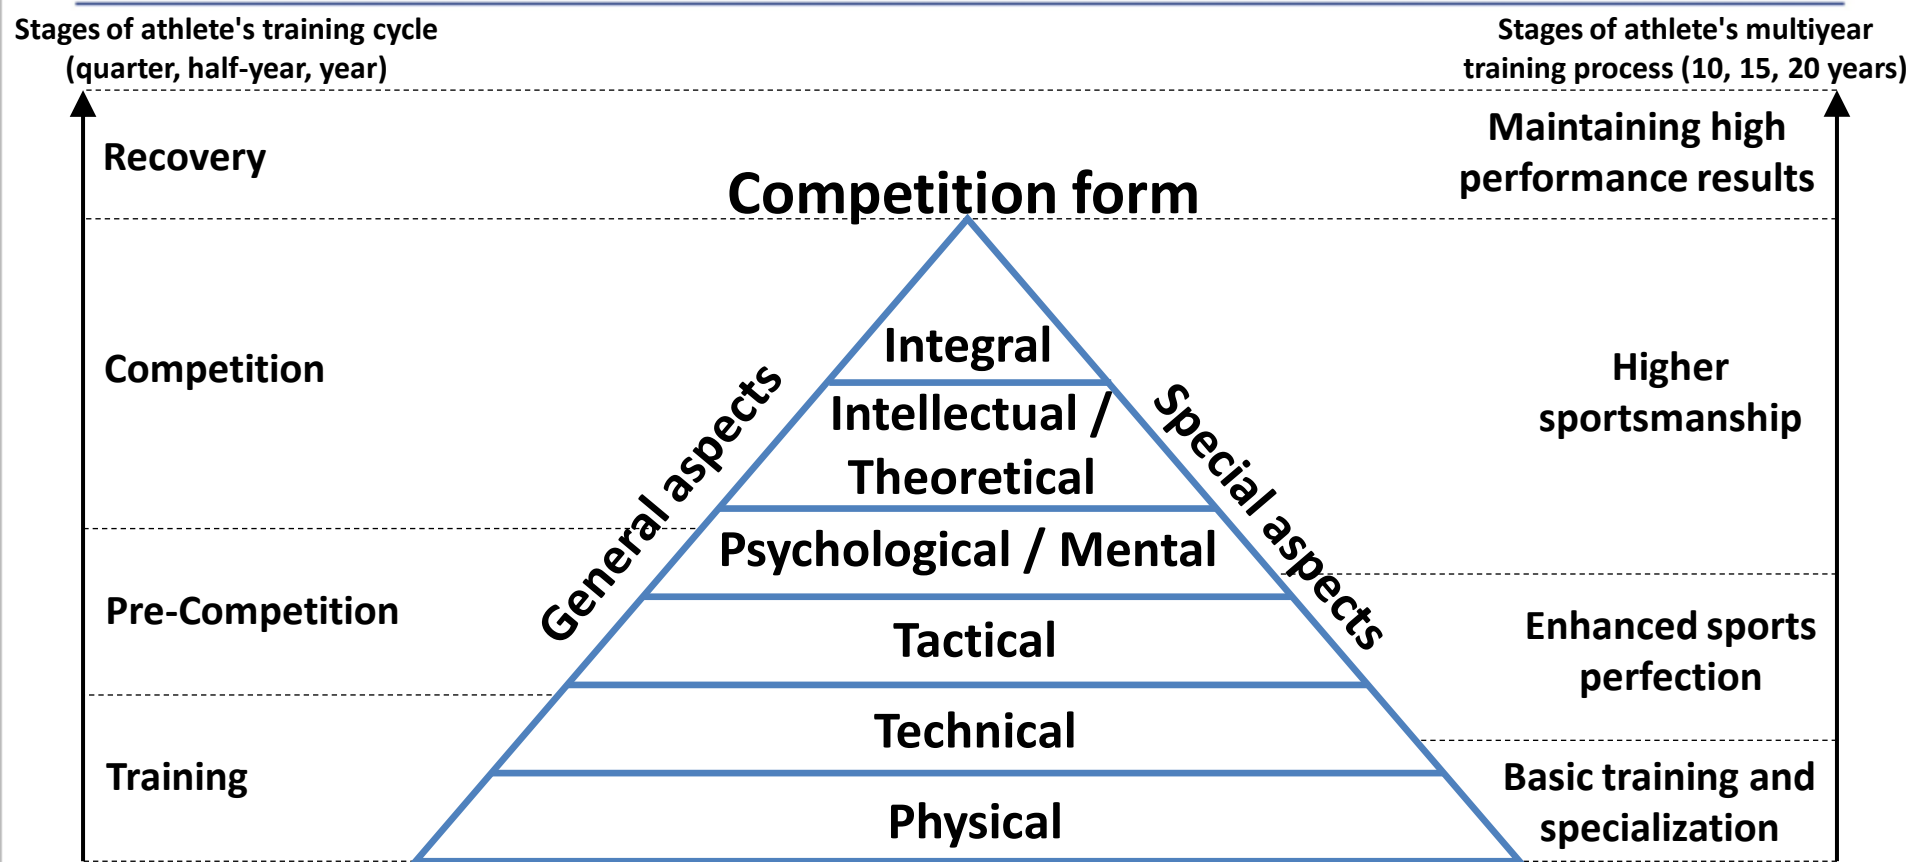 Stages of athlete's training cycle
(quarter, half-year, year)
Stages of athlete's multiyear
training process (10, 15, 20 years)
Recovery
Maintaining high
performance results
Competition form
Competition
Higher
sportsmanship
General aspects
Special aspects
Integral
Intellectual /
Theoretical
Psychological / Mental
Pre-Competition
Tactical
Enhanced sports
perfection
Technical
Training
Basic training and
specialization
Physical